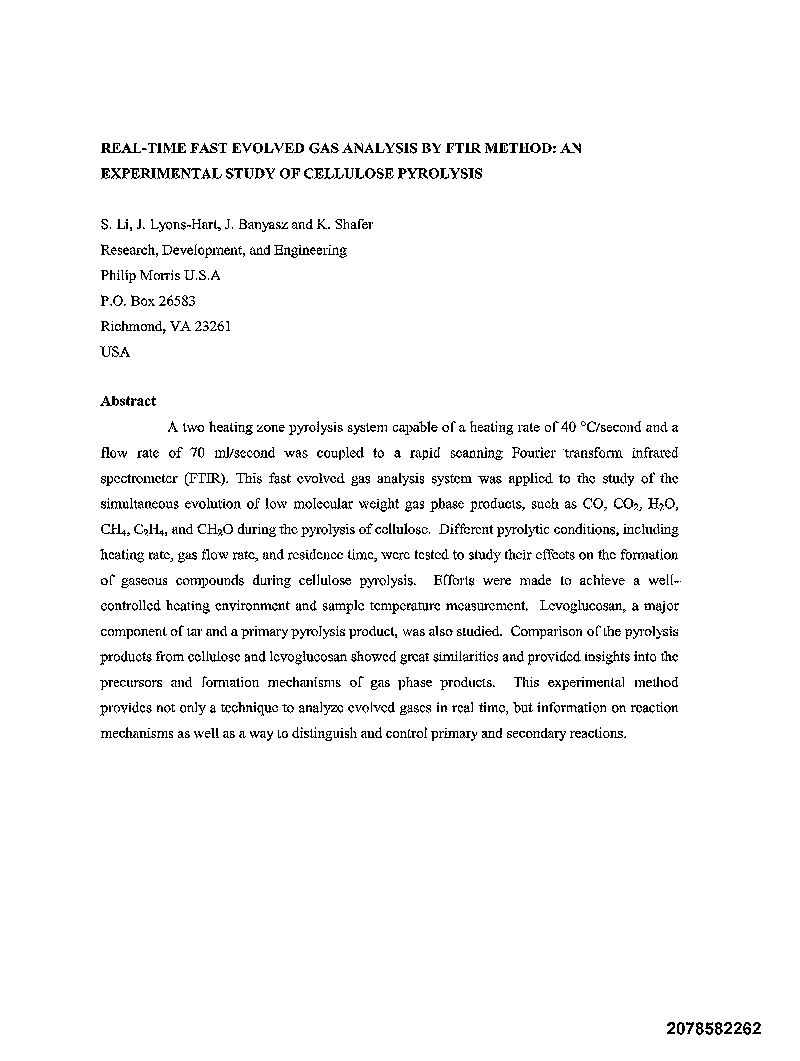 REAL-TIME FAST EVOLVED GAS ANALYSIS BY FTIR METHOD: AN
EXPERIMENTAL STUDY OF CELLULOSE PYROLYSIS
S. Li, J. Lyons-Hart, J. Banyasz and K. Shafer
Research, Development, and Engineering
Philip Morris U.S.A
P.O. Box 26583
Richmond, VA 23261
USA
Abstract
A two heating zone pyrolysis system capable of a heating rate of 40 °C/second and a
flow rate of 70 ml/second was coupled to a rapid scanning Fourier transform infrared
spectrometer (FTIR). This fast evolved gas analysis system was applied to the study of the
simultaneous evolution of low molecular weight gas phase products, such as CO, CO₂, H₂O,
CH₄, C₂H₄, and CH₂O during the pyrolysis of cellulose. Different pyrolytic conditions, including
heating rate, gas flow rate, and residence time, were tested to study their effects on the formation
of gaseous compounds during cellulose pyrolysis. Efforts were made to achieve a well-
controlled heating environment and sample temperature measurement. Levoglucosan, a major
component of tar and a primary pyrolysis product, was also studied. Comparison of the pyrolysis
products from cellulose and levoglucosan showed great similarities and provided insights into the
precursors and formation mechanisms of gas phase products. This experimental method
provides not only a technique to analyze evolved gases in real time, but information on reaction
mechanisms as well as a way to distinguish and control primary and secondary reactions.
2078582262